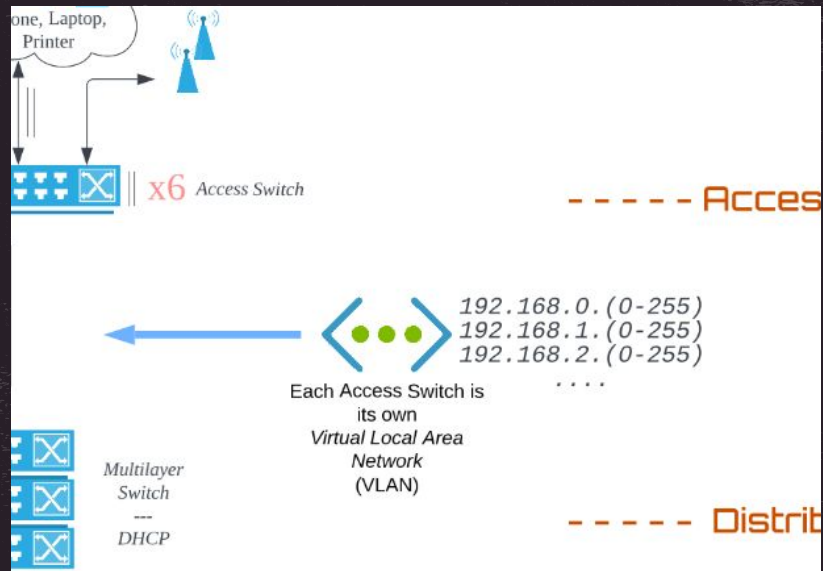 one, Laptop,
Printer
x6 Access Switch
Acces
192.168.0.(0-255)
192.168.1.(0-255)
192.168.2.(0-255)
....
Each Access Switch is
its own
Virtual Local Area
Network
(VLAN)
Multilayer
Switch
---
DHCP
Distrib